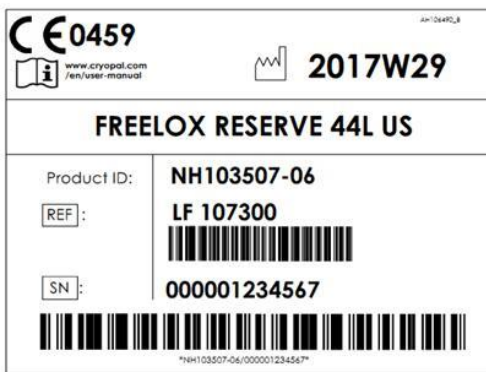 AH106490_B
CE0459
www.cryopal.com
/en/user-manual
2017W29
FREELOX RESERVE 44L US
Product ID: NH103507-06
REF : LF 107300
SN : 000001234567
*NH103507-06/000001234567*